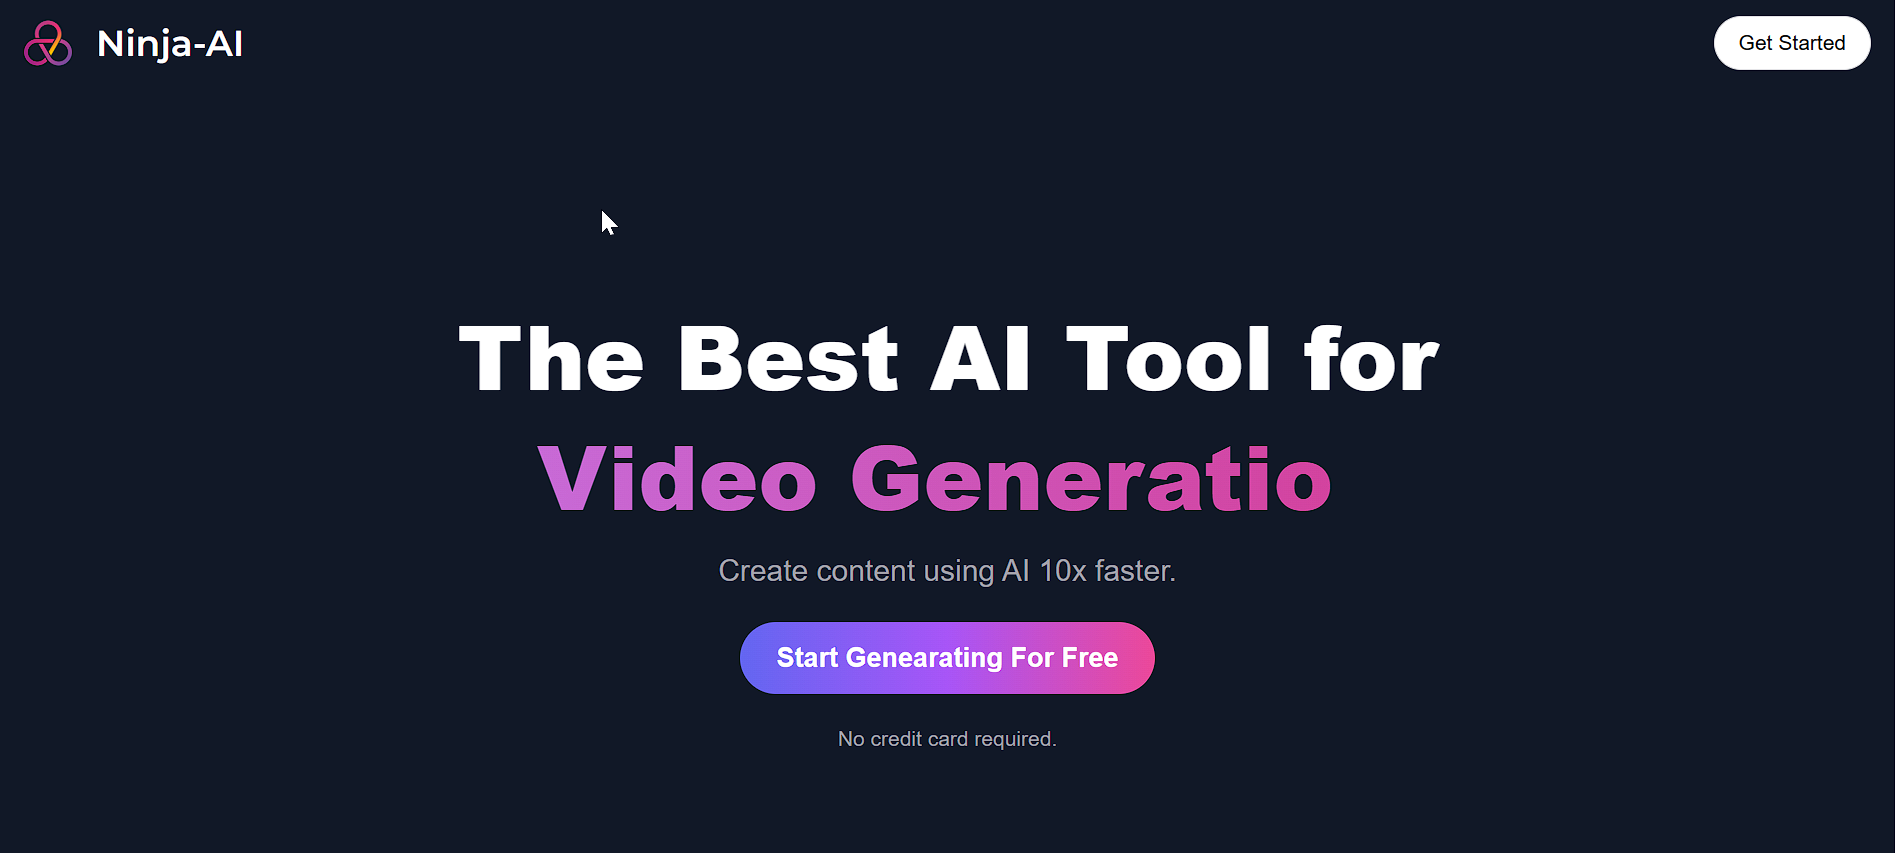 Ninja-AI
Get Started
The Best AI Tool for
Video Generatio
Create content using AI 10x faster.
Start Genearating For Free
No credit card required.